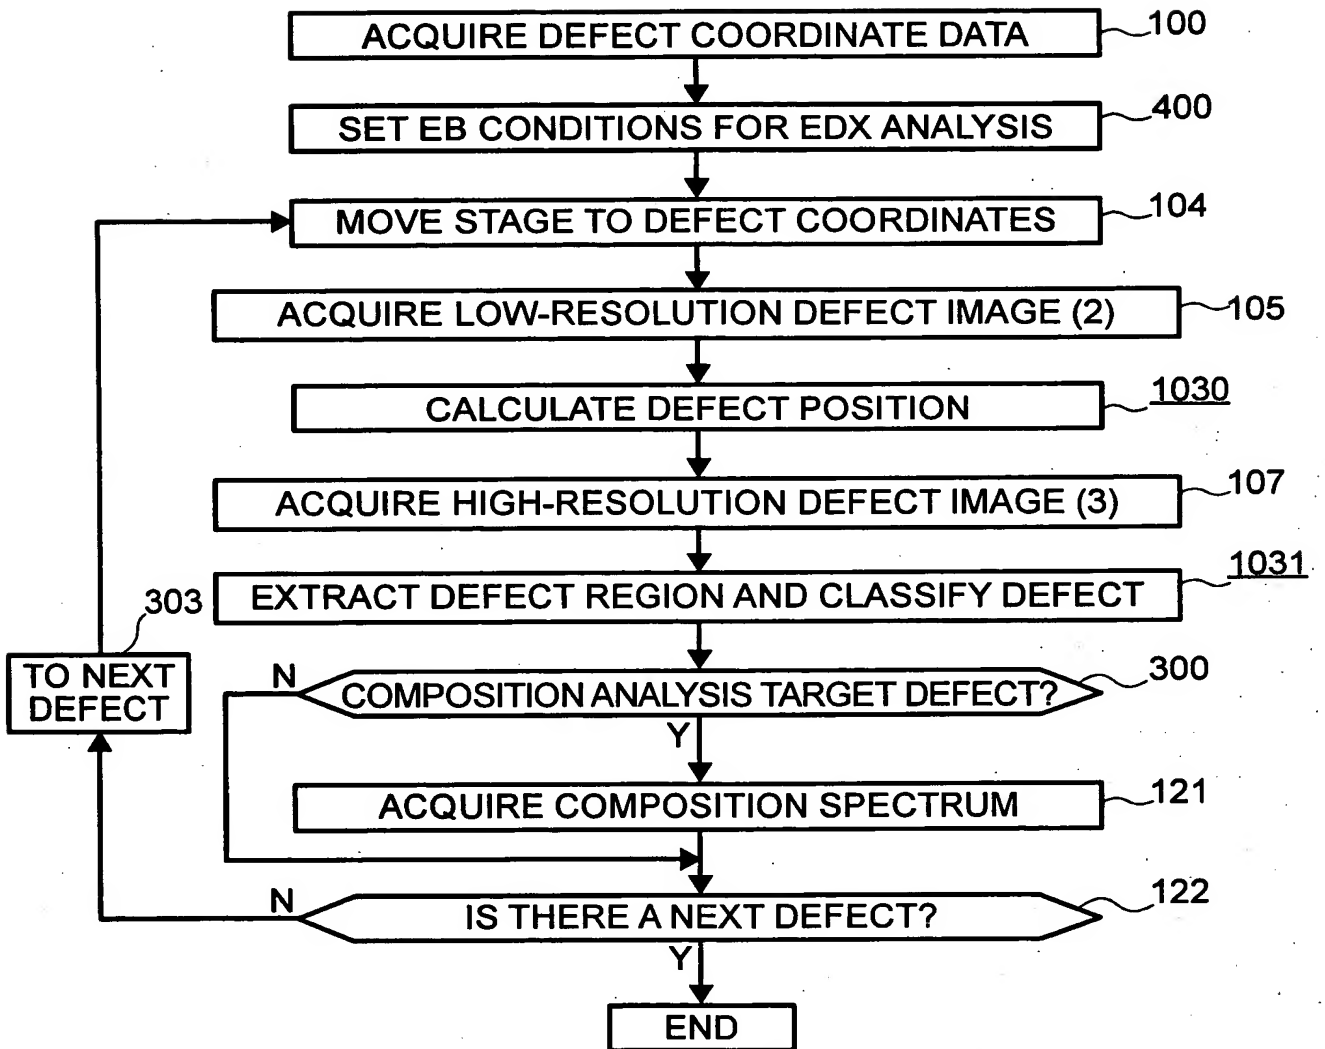 ACQUIRE DEFECT COORDINATE DATA
100
SET EB CONDITIONS FOR EDX ANALYSIS
400
MOVE STAGE TO DEFECT COORDINATES
104
ACQUIRE LOW-RESOLUTION DEFECT IMAGE (2)
105
CALCULATE DEFECT POSITION
1030
ACQUIRE HIGH-RESOLUTION DEFECT IMAGE (3)
107
EXTRACT DEFECT REGION AND CLASSIFY DEFECT
1031
303
TO NEXT
DEFECT
N
COMPOSITION ANALYSIS TARGET DEFECT?
300
Y
ACQUIRE COMPOSITION SPECTRUM
121
N
IS THERE A NEXT DEFECT?
122
Y
END